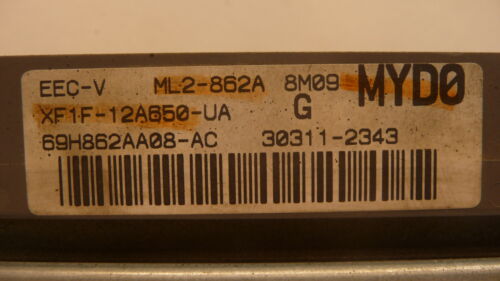 EEC-V ML2-862A 8M09 MYD0
XF1F-12A650-UA G
69H862AA08-AC 30311-2343